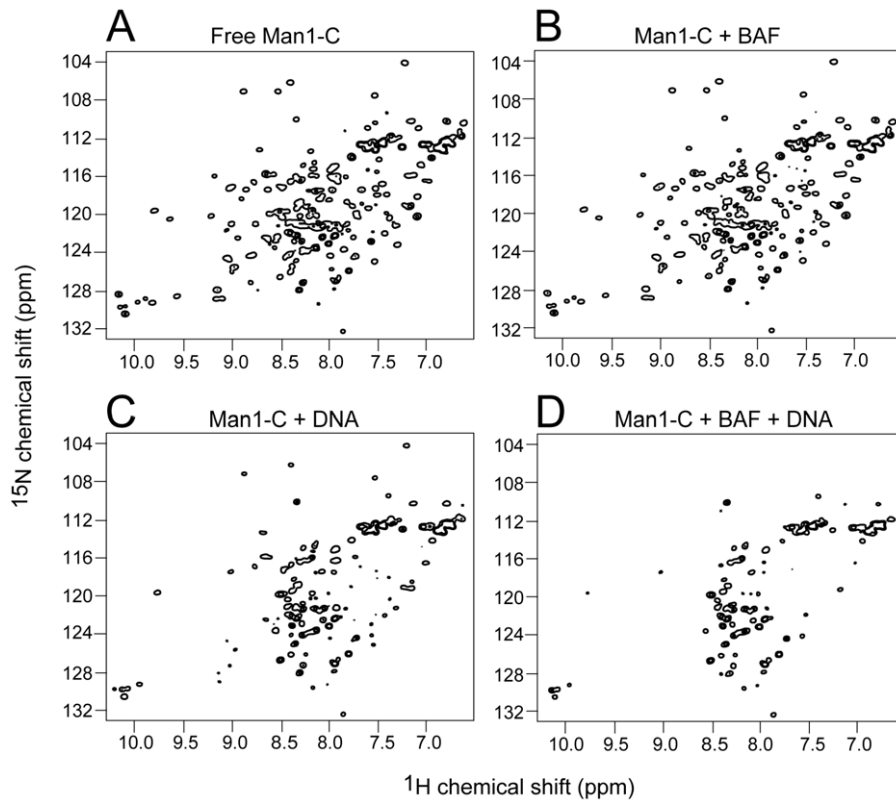 A
Free Man1-C
B
Man1-C + BAF
104
108
112
116
120
124
128
132
10.0 9.5 9.0 8.5 8.0 7.5 7.0
104
108
112
116
120
124
128
132
10.0 9.5 9.0 8.5 8.0 7.5 7.0
C
Man1-C + DNA
D
Man1-C + BAF + DNA
104
108
112
116
120
124
128
132
10.0 9.5 9.0 8.5 8.0 7.5 7.0
104
108
112
116
120
124
128
132
10.0 9.5 9.0 8.5 8.0 7.5 7.0
15N chemical shift (ppm)
1H chemical shift (ppm)